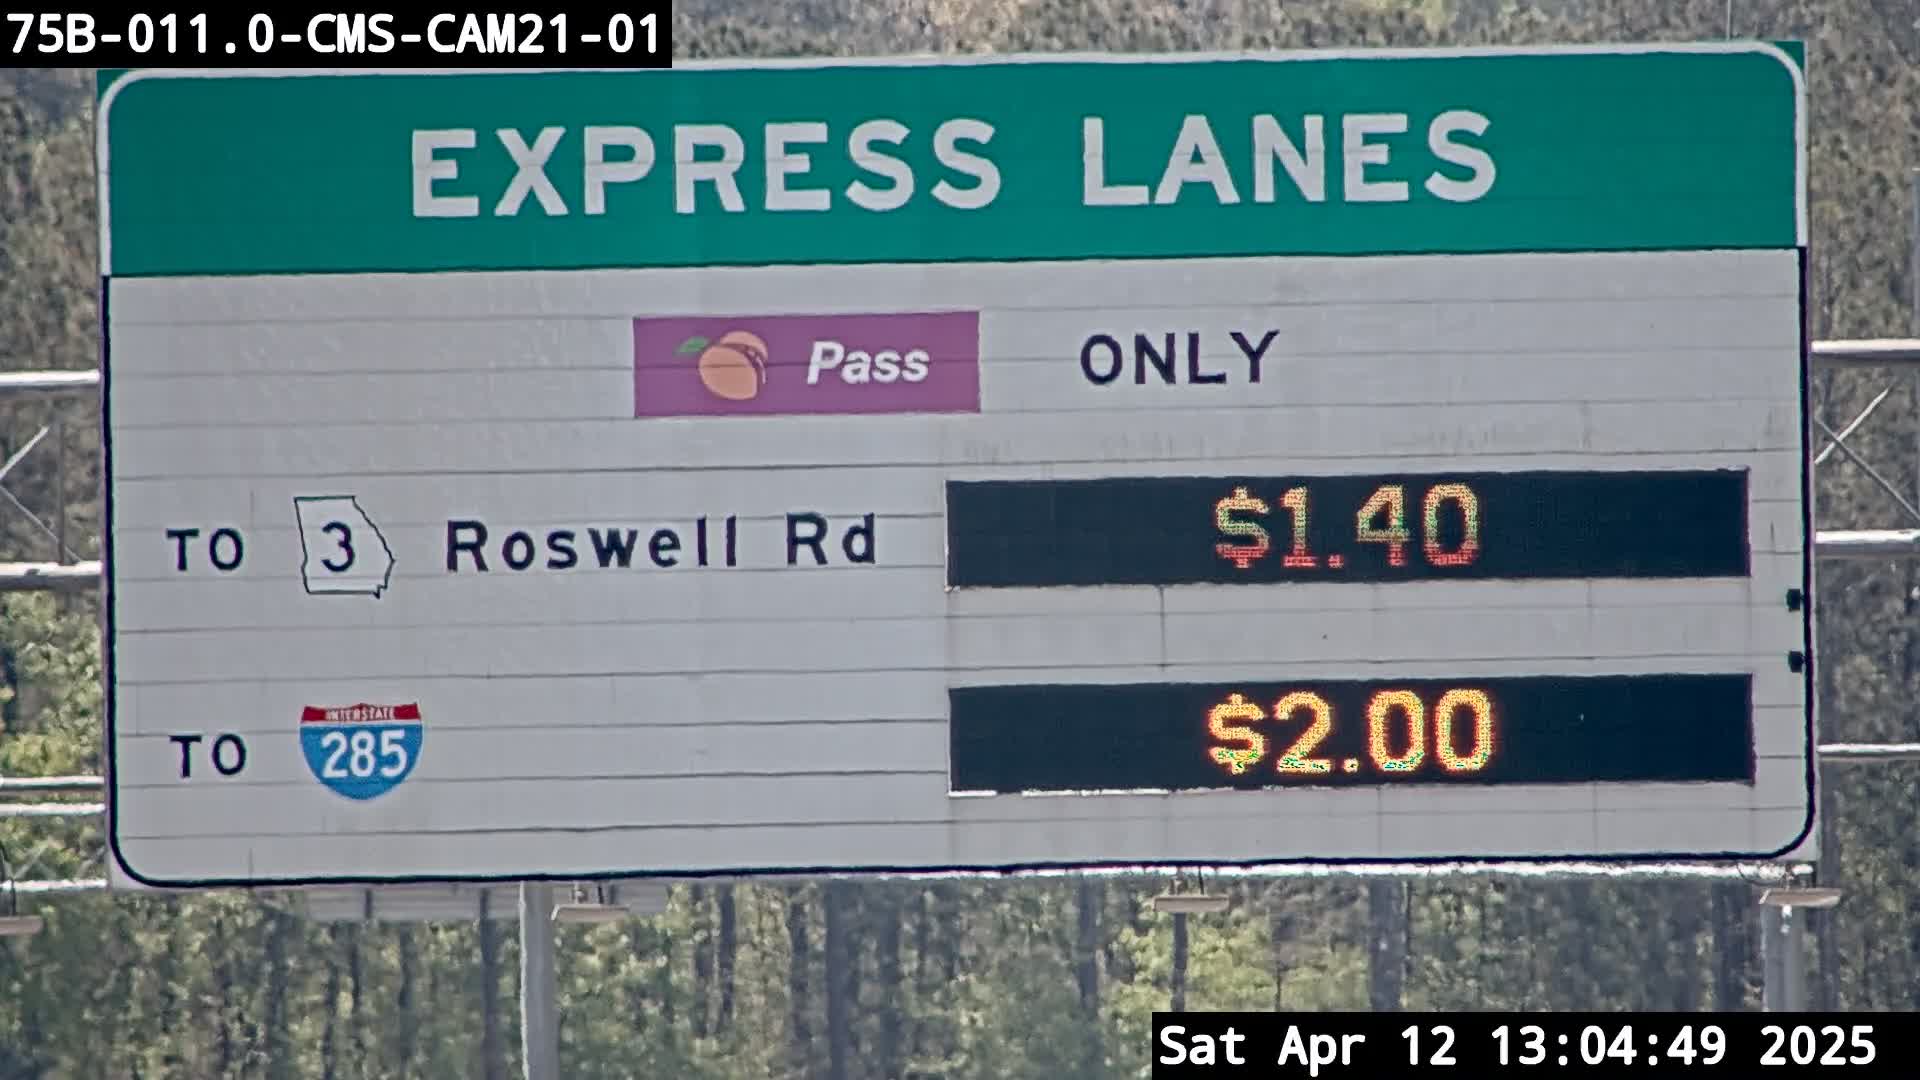 75B-011.0-CMS-CAM21-01
EXPRESS LANES
Pass ONLY
TO 3 Roswell Rd $1.40
TO INTERSTATE 285 $2.00
Sat Apr 12 13:04:49 2025